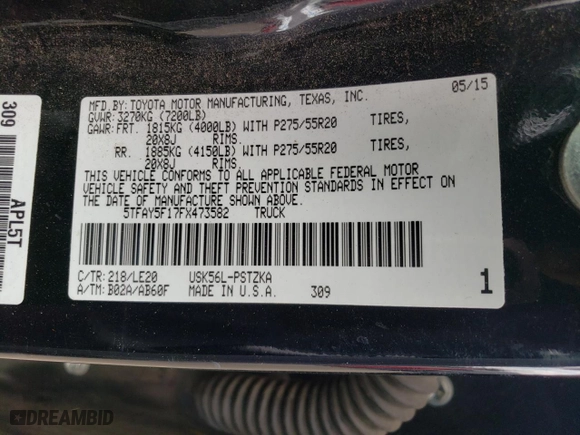 MFD.BY:TOYOTA MOTOR MANUFACTURING, TEXAS, INC. 05/15
GVWR:3270KG (7200LB)
GAWR:FRT. 1815KG (4000LB) WITH P275/55R20 TIRES,
20X8J RIMS.
RR. 1885KG (4150LB) WITH P275/55R20 TIRES,
20X8J RIMS.
THIS VEHICLE CONFORMS TO ALL APPLICABLE FEDERAL MOTOR
VEHICLE SAFETY AND THEFT PREVENTION STANDARDS IN EFFECT ON
THE DATE OF MANUFACTURE SHOWN ABOVE.
5TFAY5F17FX473582 TRUCK
C/TR:218/LE20 USK56L-PSTZKA
A/TM:B02A/AB60F MADE IN U.S.A. 309 1
309
APL5T
DREAMBID